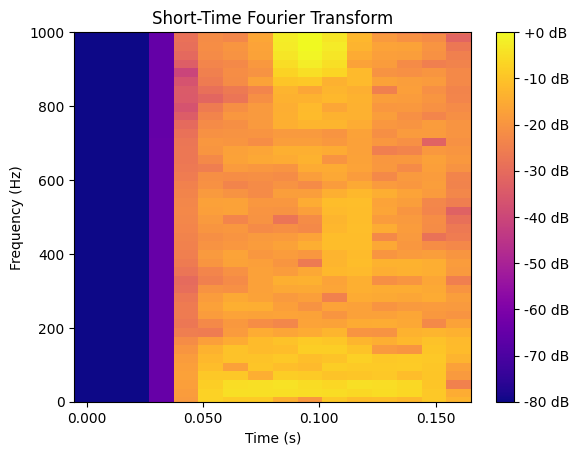 Short-Time Fourier Transform
1000
800
600
400
200
0
Frequency (Hz)
0.000
0.050
0.100
0.150
Time (s)
+0 dB
-10 dB
-20 dB
-30 dB
-40 dB
-50 dB
-60 dB
-70 dB
-80 dB